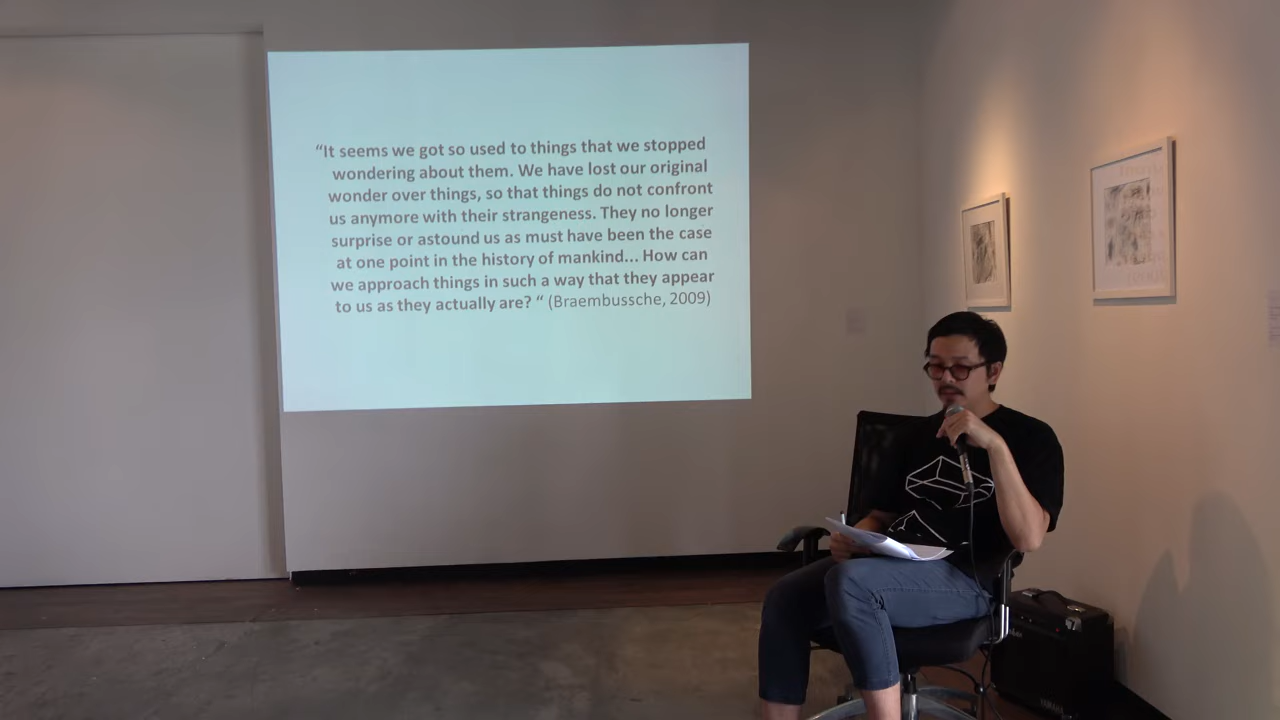 “It seems we got so used to things that we stopped
wondering about them. We have lost our original
wonder over things, so that things do not confront
us anymore with their strangeness. They no longer
surprise or astound us as must have been the case
at one point in the history of mankind... How can
we approach things in such a way that they appear
to us as they actually are? “ (Braembussche, 2009)
YAMAHA